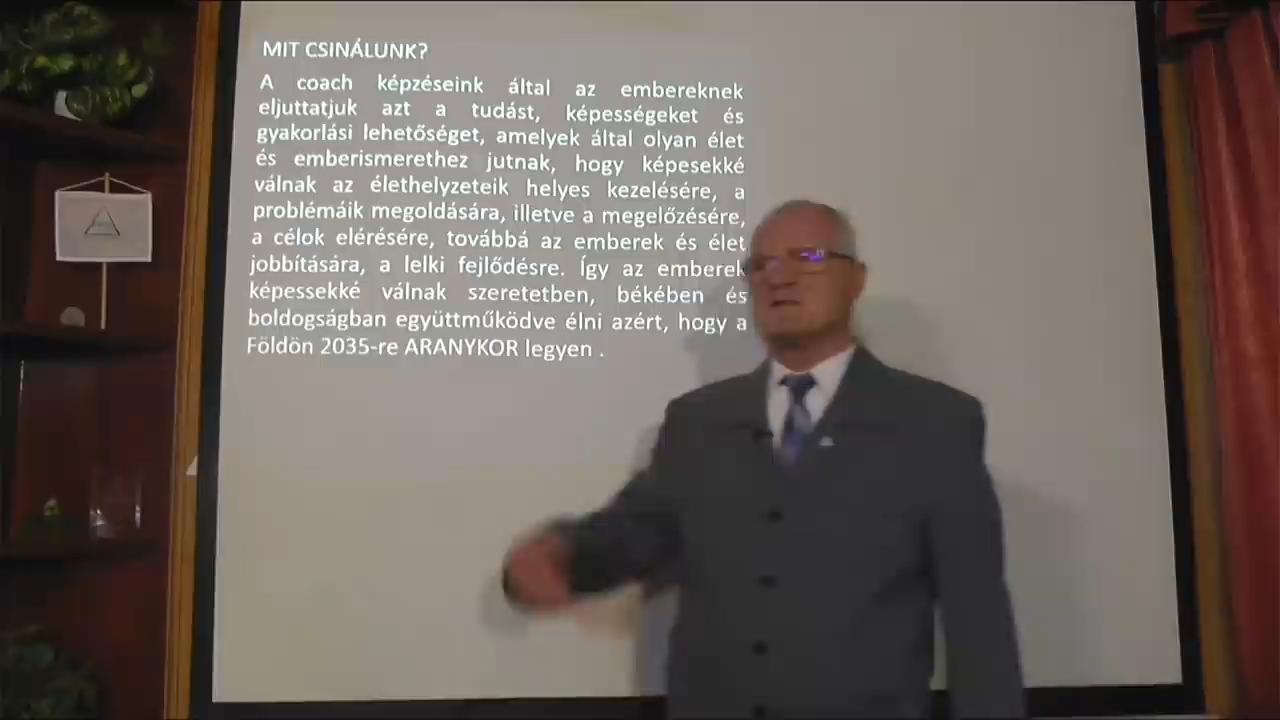 MIT CSINÁLUNK?
A coach képzéseink által az embereknek
eljuttatjuk azt a tudást, képességeket és
gyakorlási lehetőséget, amelyek által olyan élet
és emberismerethez jutnak, hogy képesekké
válnak az élethelyzeteik helyes kezelésére, a
problémáik megoldására, illetve a megelőzésére,
a célok elérésére, továbbá az emberek és élet
jobbítására, a lelki fejlődésre. Így az emberek
képessekké válnak szeretetben, békében és
boldogságban együttműködve élni azért, hogy a
Földön 2035-re ARANYKOR legyen .